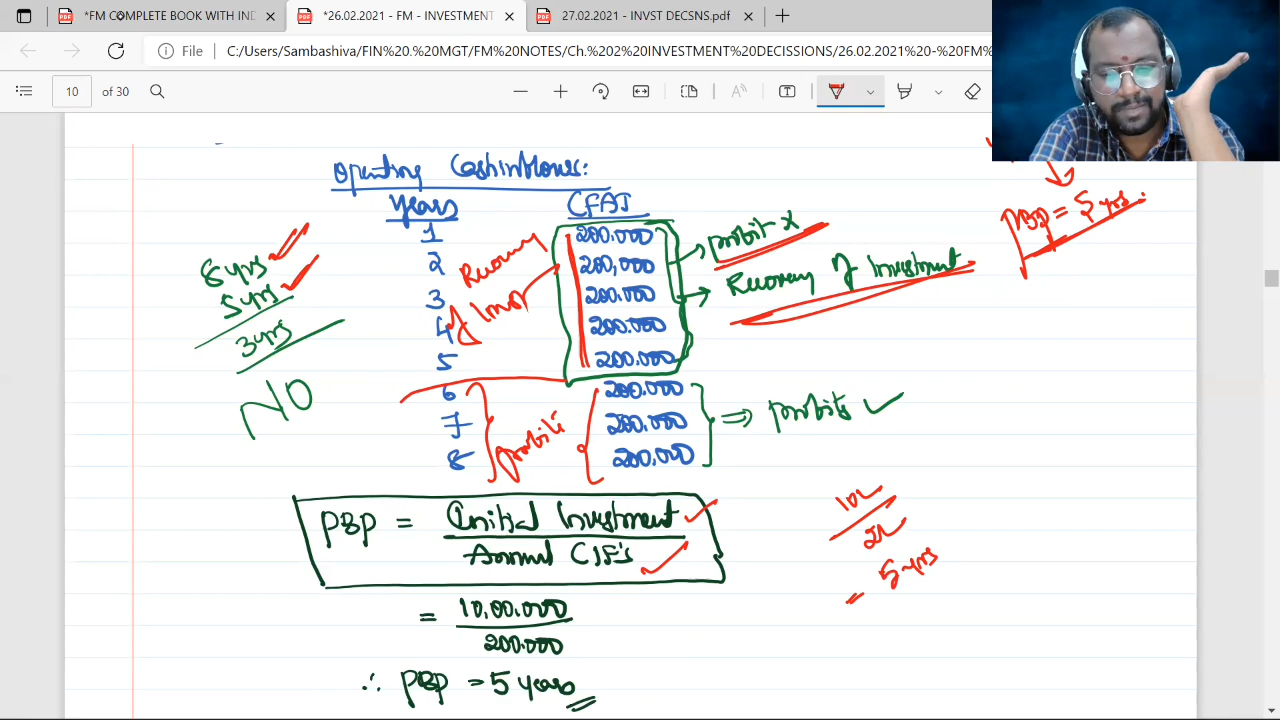 *FM COMPLETE BOOK WITH IND
*26.02.2021 - FM - INVESTMENT
27.02.2021 - INVST DECSNS.pdf
File
C:/Users/Sambashiva/FIN%20.%20MGT/FM%20NOTES/Ch.%202%20INVESTMENT%20DECISSIONS/26.02.2021%20-%20FM%
10 of 30
Operating Cashinflows:
Years CFAT
1 200.000
2 200,000
3 200.000
4 200.000
5 200.000
6 200.000
7 200.000
8 200.000
8 yrs
5 yrs
3 yrs
NO
Recovery
of Invst
profit x
Recovery of Investment
PBP = 5 yrs.
profits
⇒ profits ✓
PBP = Initial Investment
Annual CIF's
= 10,00,000
200.000
∴ PBP = 5 years
10L
2L
= 5 yrs